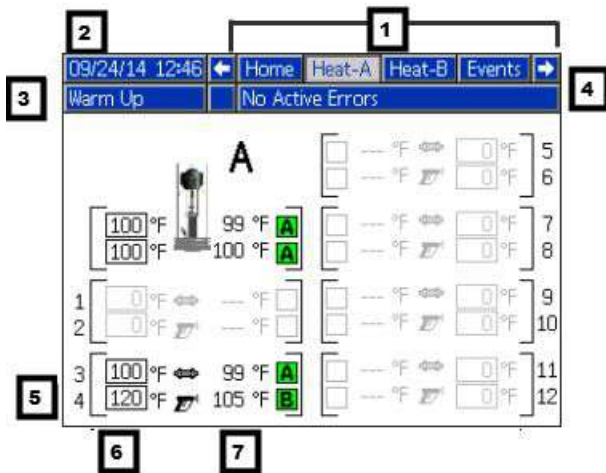 1
2
09/24/14 12:46 Home Heat-A Heat-B Events
3 Warm Up No Active Errors 4
A
--- °F 0 °F 5
--- °F 0 °F 6
100 °F 99 °F A
100 °F 100 °F A
--- °F 0 °F 7
--- °F 0 °F 8
1 0 °F --- °F
2 0 °F --- °F
--- °F 0 °F 9
--- °F 0 °F 10
3 100 °F 99 °F A
4 120 °F 105 °F B
--- °F 0 °F 11
--- °F 0 °F 12
5
6 7